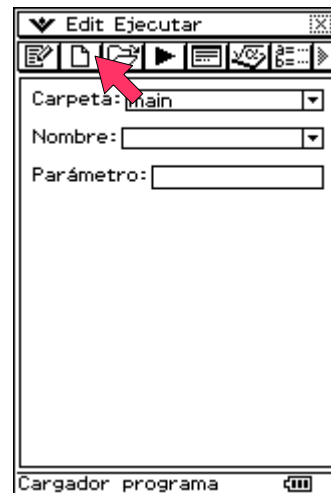 Edit Ejecutar
Carpeta: main
Nombre:
Parámetro:
Cargador programa